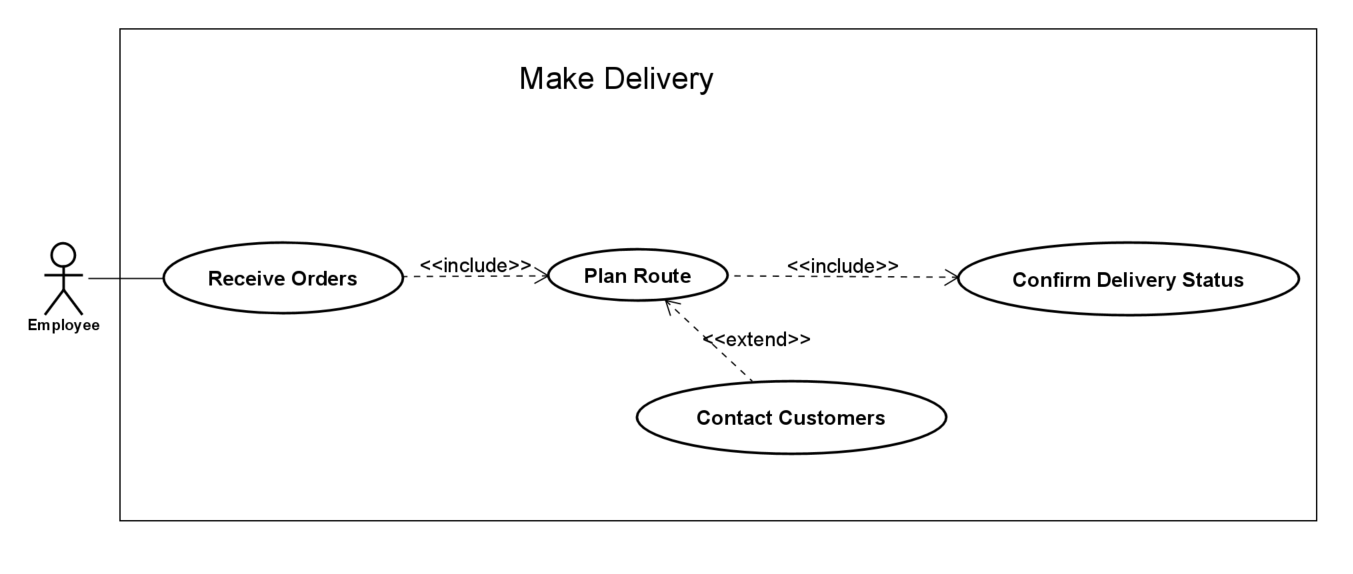 Make Delivery
Receive Orders
<<include>>
Plan Route
<<include>>
Confirm Delivery Status
Employee
<<extend>>
Contact Customers